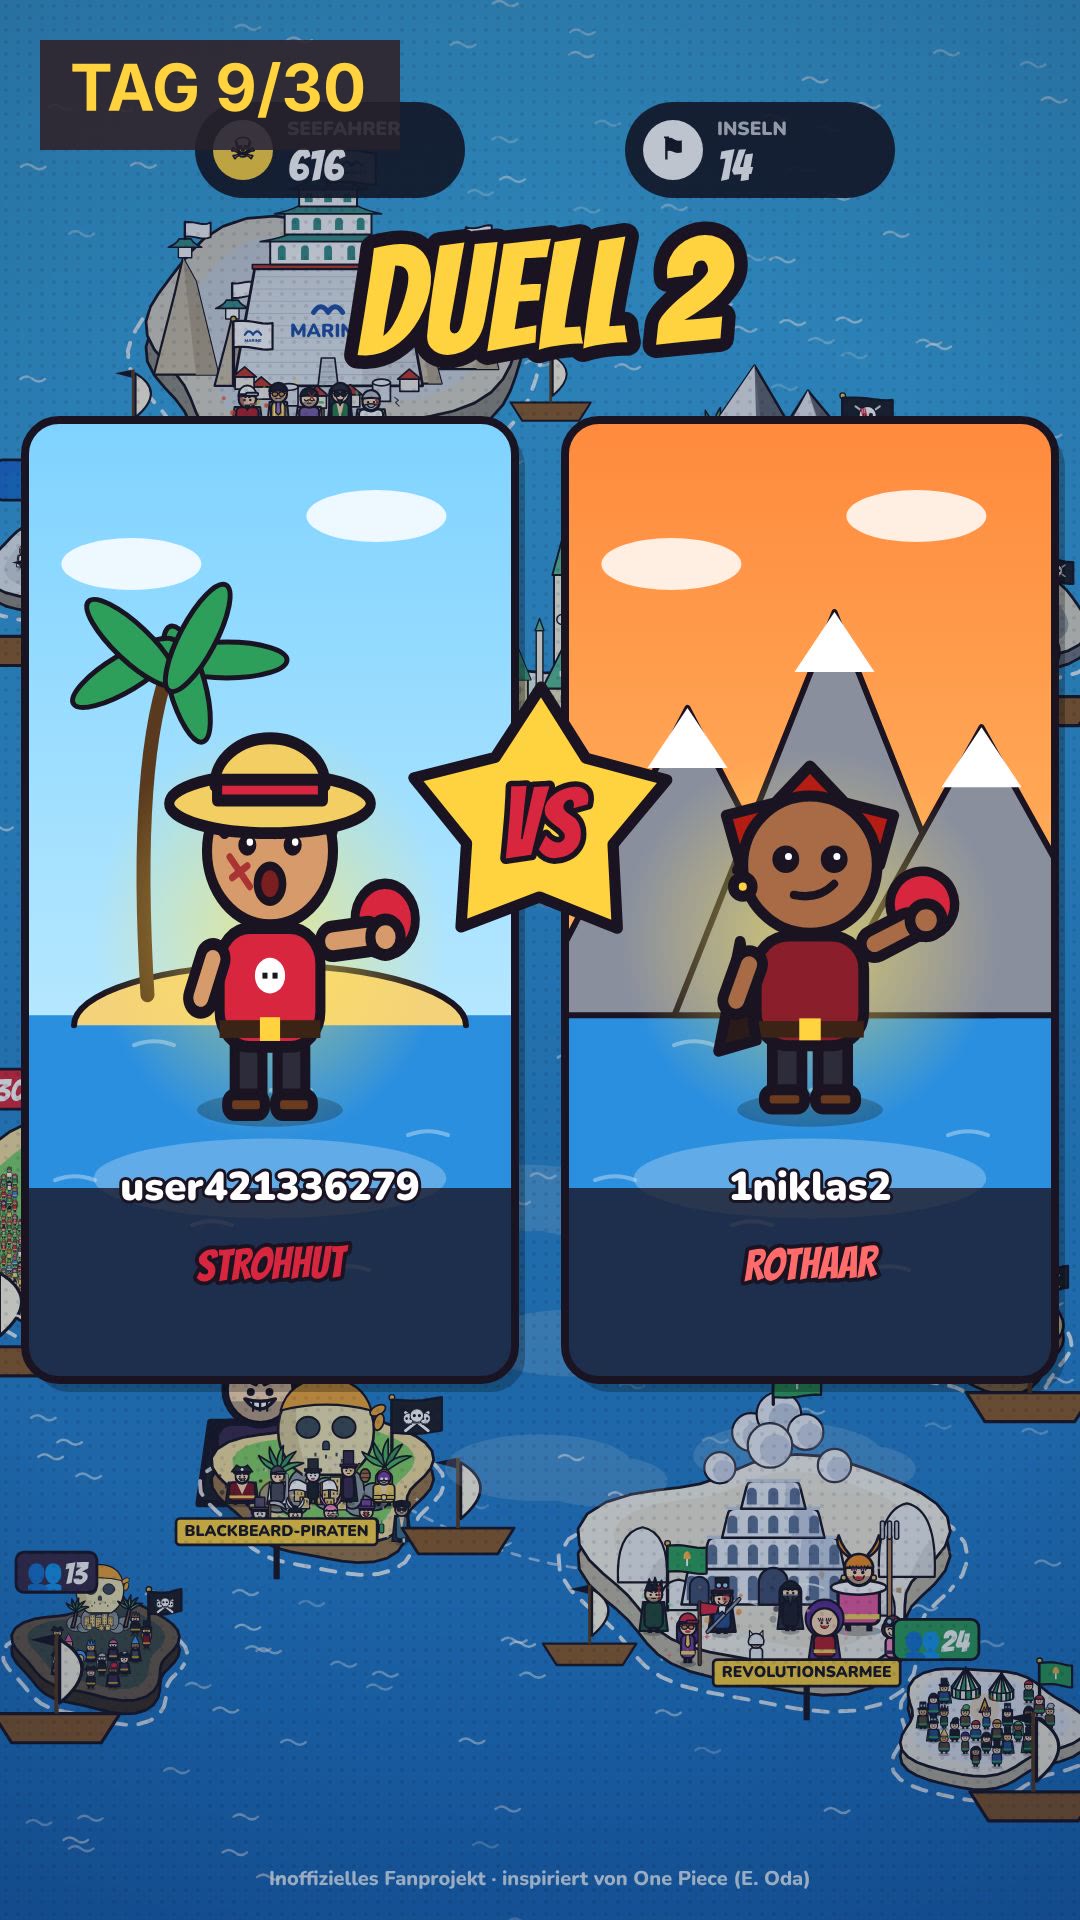 TAG 9/30
SEEFAHRER
616
INSELN
14
DUELL 2
MARINE
VS
30
user421336279
STROHHUT
1niklas2
ROTHAAR
BLACKBEARD-PIRATEN
13
24
REVOLUTIONSARMEE
Inoffizielles Fanprojekt · inspiriert von One Piece (E. Oda)